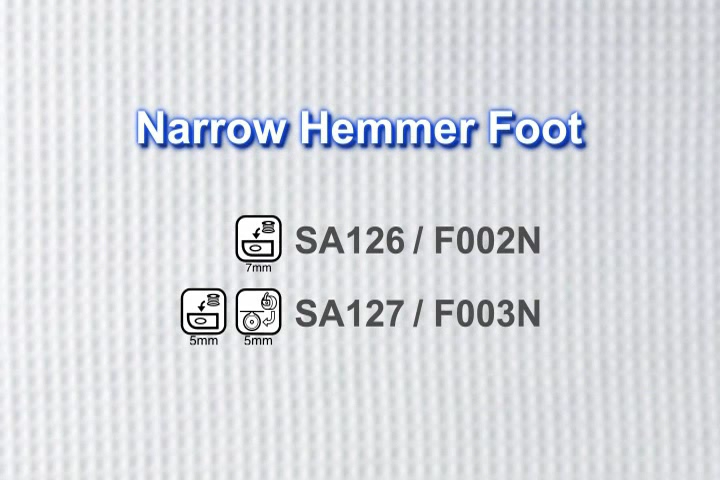 Narrow Hemmer Foot
SA126 / F002N
7mm
SA127 / F003N
5mm 5mm